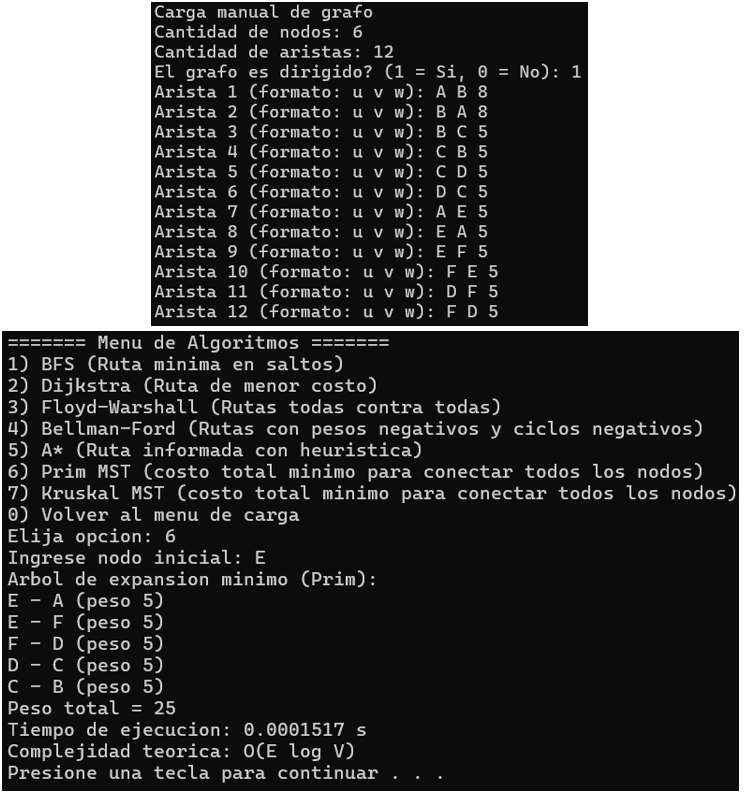 Carga manual de grafo
Cantidad de nodos: 6
Cantidad de aristas: 12
El grafo es dirigido? (1 = Si, 0 = No): 1
Arista 1 (formato: u v w): A B 8
Arista 2 (formato: u v w): B A 8
Arista 3 (formato: u v w): B C 5
Arista 4 (formato: u v w): C B 5
Arista 5 (formato: u v w): C D 5
Arista 6 (formato: u v w): D C 5
Arista 7 (formato: u v w): A E 5
Arista 8 (formato: u v w): E A 5
Arista 9 (formato: u v w): E F 5
Arista 10 (formato: u v w): F E 5
Arista 11 (formato: u v w): D F 5
Arista 12 (formato: u v w): F D 5
======= Menu de Algoritmos =======
1) BFS (Ruta minima en saltos)
2) Dijkstra (Ruta de menor costo)
3) Floyd-Warshall (Rutas todas contra todas)
4) Bellman-Ford (Rutas con pesos negativos y ciclos negativos)
5) A* (Ruta informada con heuristica)
6) Prim MST (costo total minimo para conectar todos los nodos)
7) Kruskal MST (costo total minimo para conectar todos los nodos)
0) Volver al menu de carga
Elija opcion: 6
Ingrese nodo inicial: E
Arbol de expansion minimo (Prim):
E - A (peso 5)
E - F (peso 5)
F - D (peso 5)
D - C (peso 5)
C - B (peso 5)
Peso total = 25
Tiempo de ejecucion: 0.0001517 s
Complejidad teorica: O(E log V)
Presione una tecla para continuar . . .